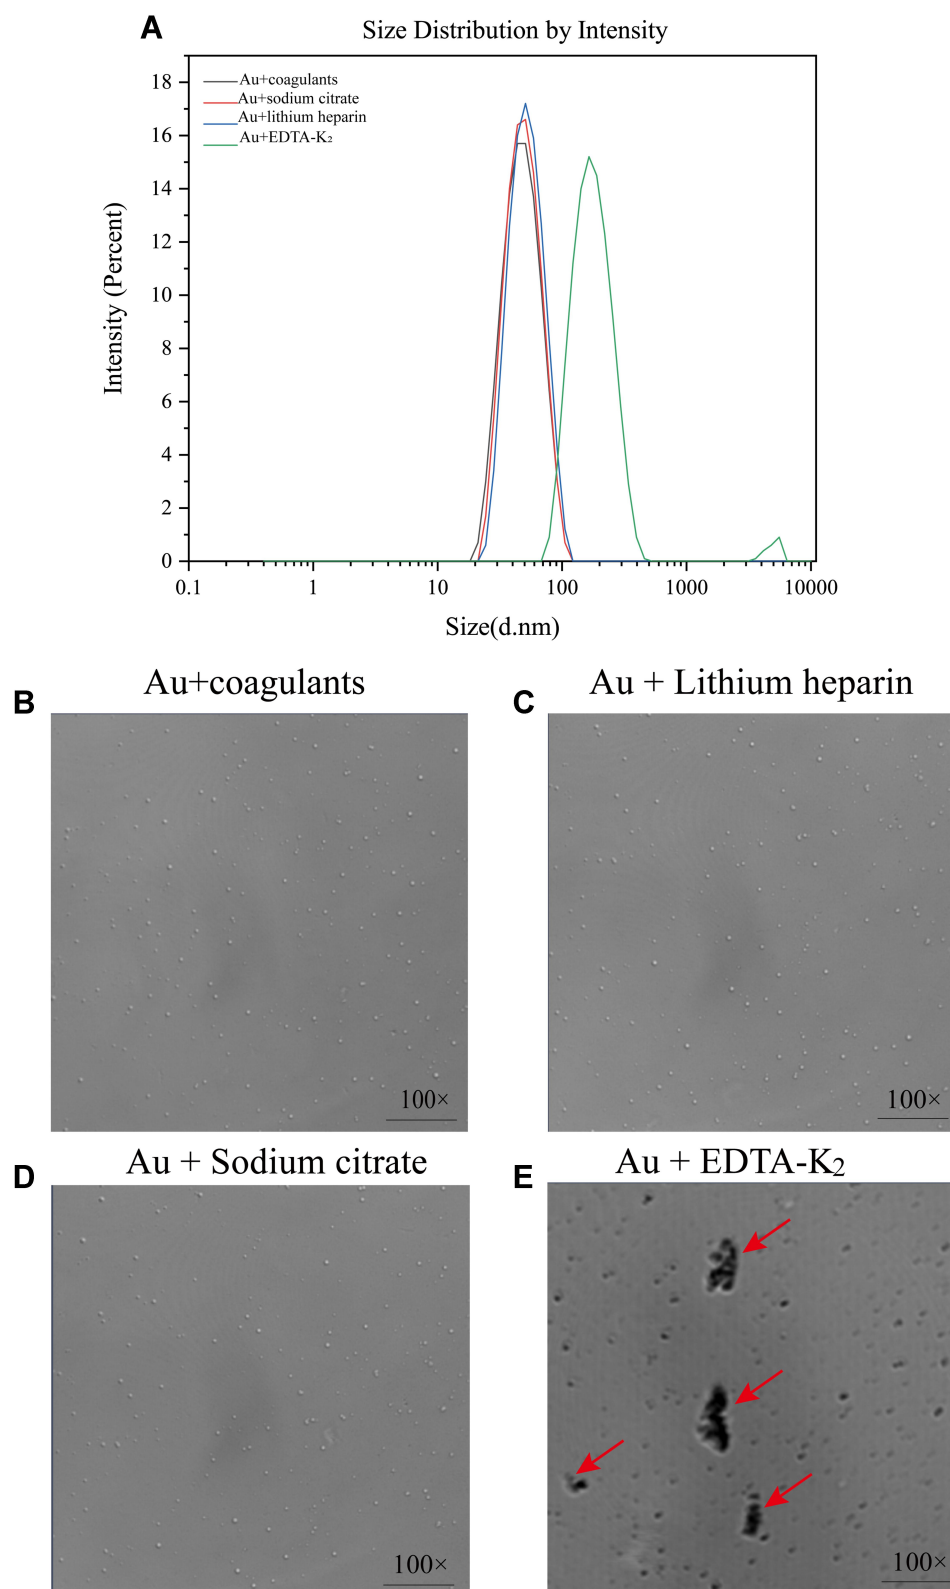 A
Size Distribution by Intensity
Au+coagulants
Au+sodium citrate
Au+lithium heparin
Au+EDTA-K₂
18
16
14
12
10
8
6
4
2
0
Intensity (Percent)
0.1 1 10 100 1000 10000
Size(d.nm)
B
Au+coagulants
100×
C
Au + Lithium heparin
100×
D
Au + Sodium citrate
100×
E
Au + EDTA-K₂
100×